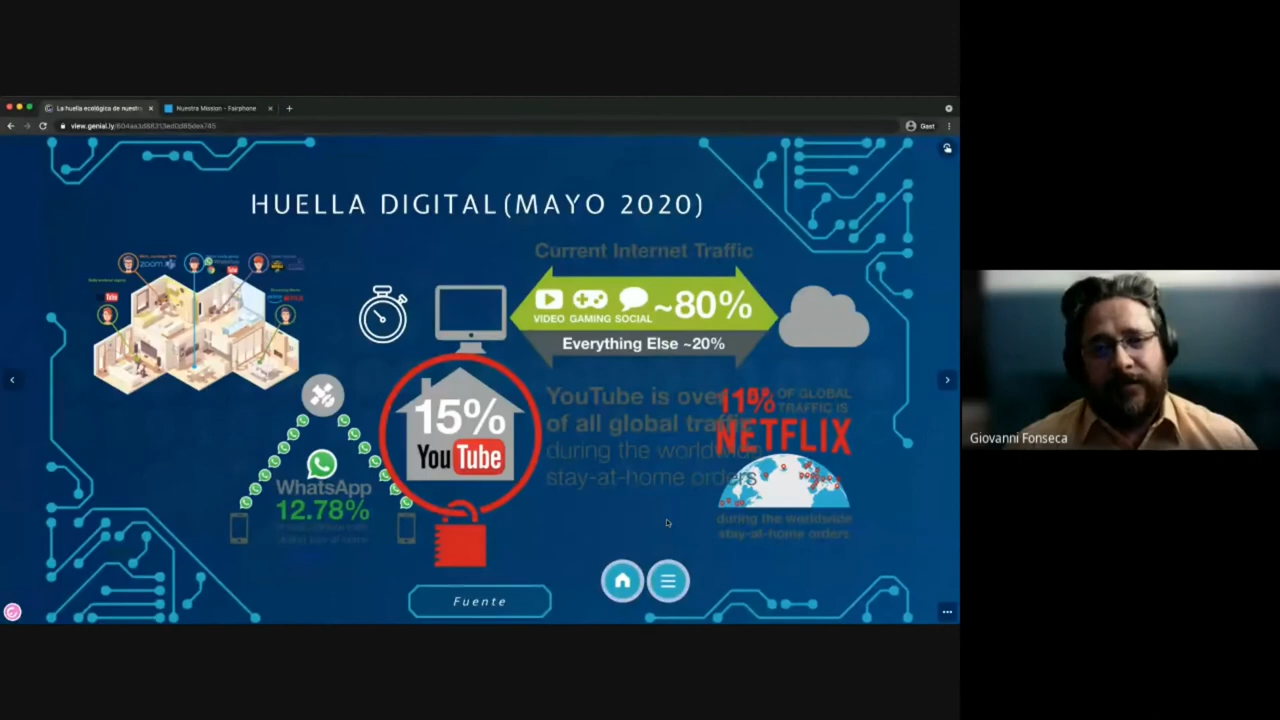 La huella ecológica de nuestr
Nuestra Mission - Fairphone
view.genial.ly/604aa3d88313ed0d85dea745
Gast
HUELLA DIGITAL(MAYO 2020)
Current Internet Traffic
zoom
WhatsApp
YouTube
VIDEO GAMING SOCIAL ~80%
Everything Else ~20%
15%
YouTube
YouTube is over
of all global traffic
during the worldwide
stay-at-home orders
11% OF GLOBAL
TRAFFIC IS
NETFLIX
during the worldwide
stay-at-home orders
WhatsApp
12.78%
Fuente
Giovanni Fonseca